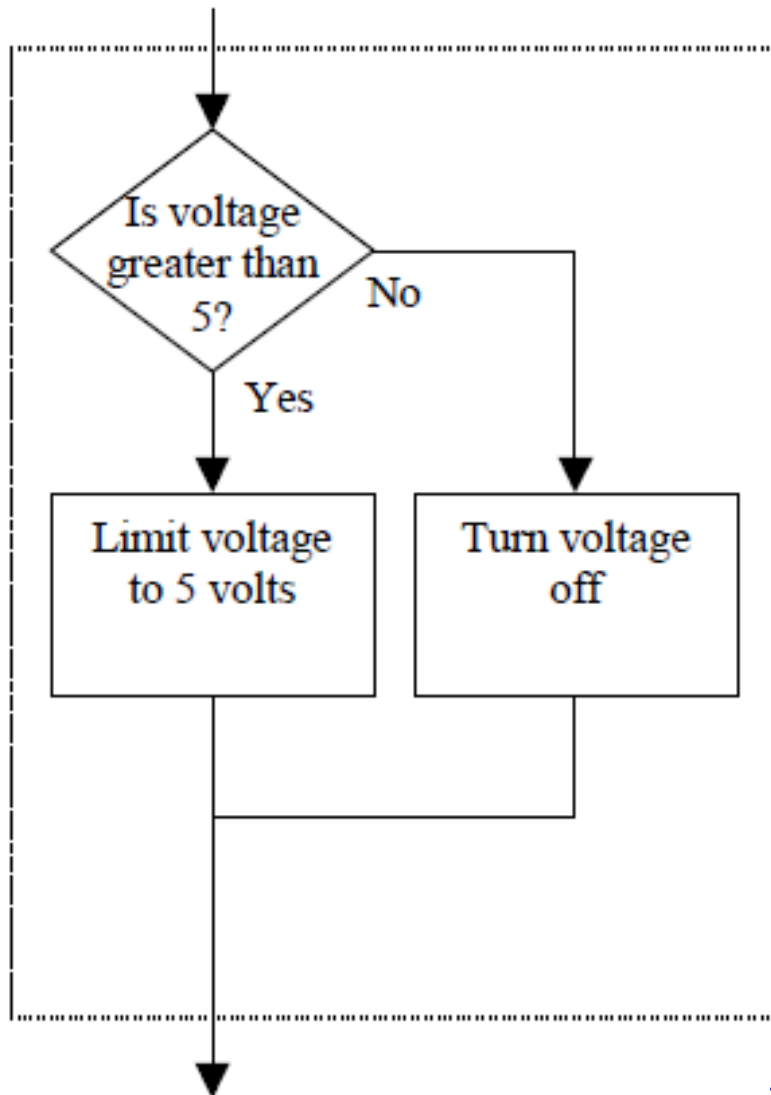 Is voltage
greater than
5?
No
Yes
Limit voltage
to 5 volts
Turn voltage
off